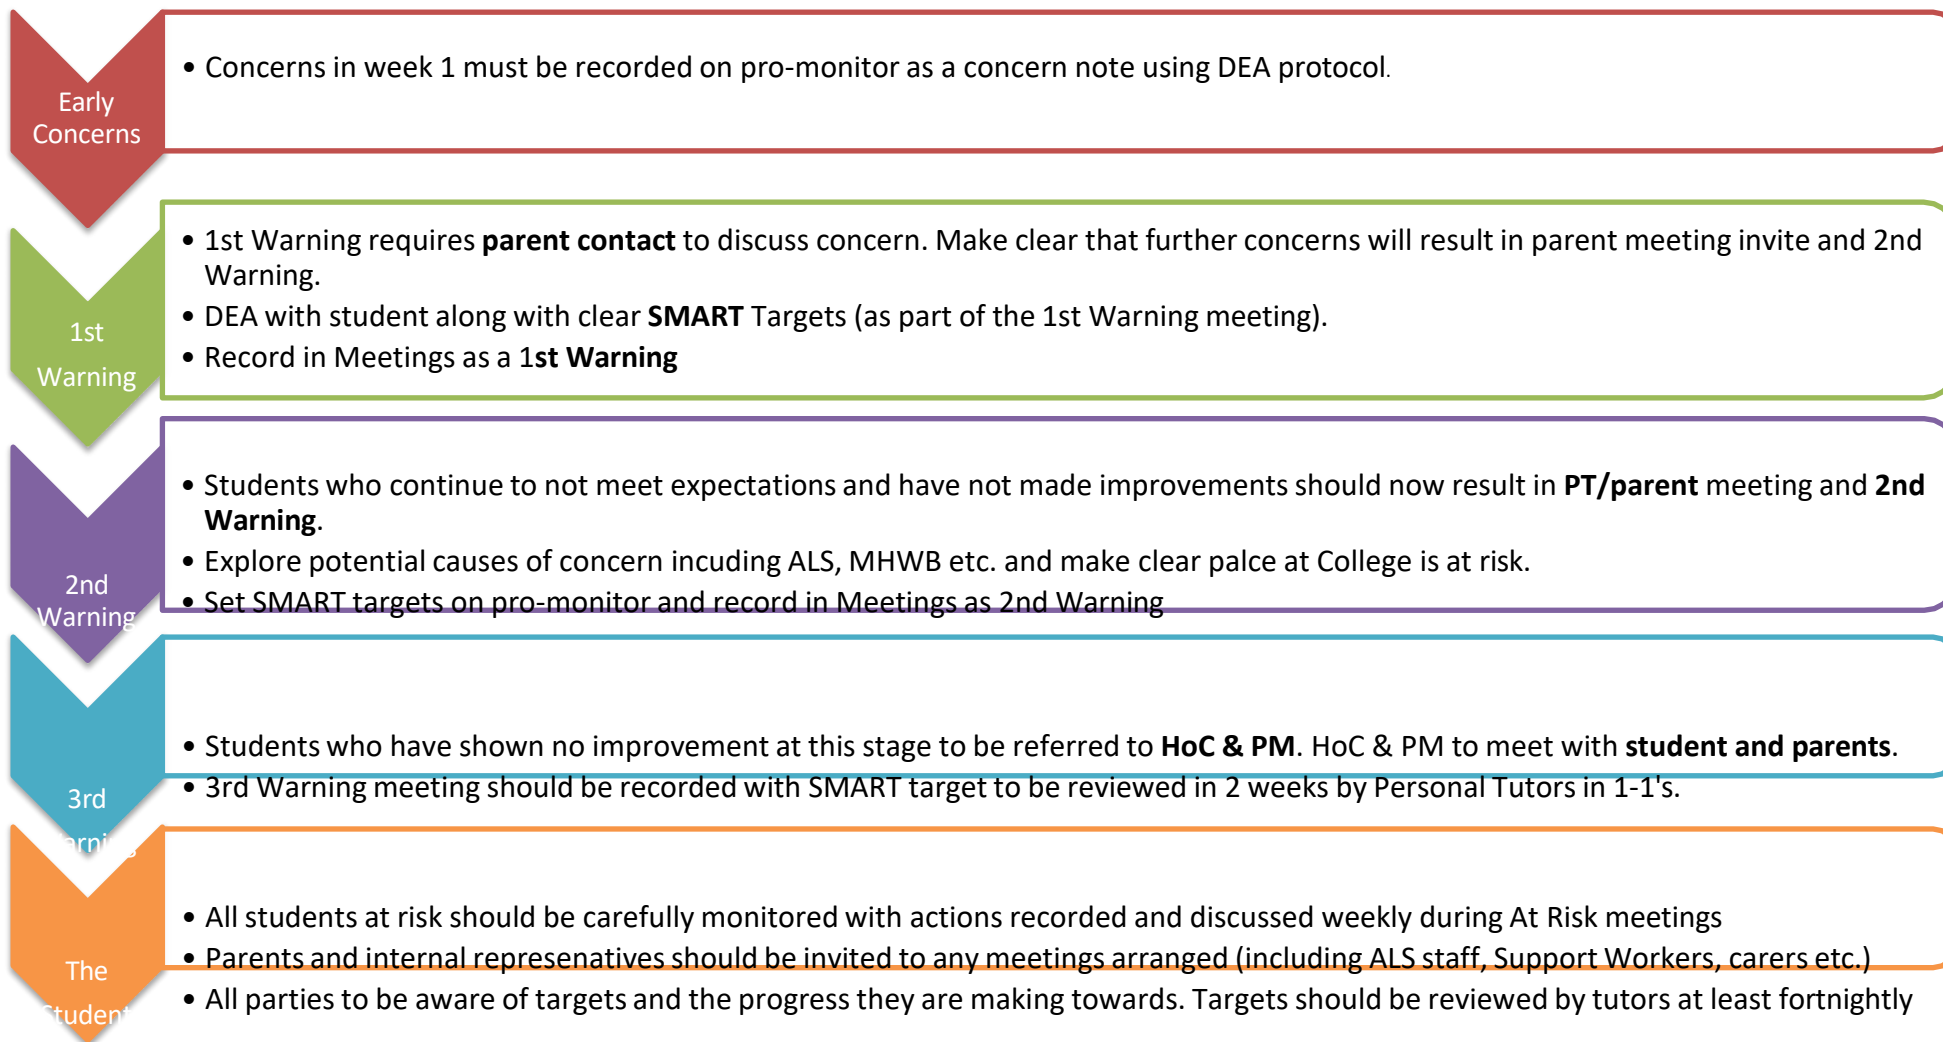 Early
Concerns
• Concerns in week 1 must be recorded on pro-monitor as a concern note using DEA protocol.
1st
Warning
• 1st Warning requires parent contact to discuss concern. Make clear that further concerns will result in parent meeting invite and 2nd
Warning.
• DEA with student along with clear SMART Targets (as part of the 1st Warning meeting).
• Record in Meetings as a 1st Warning
2nd
Warning
• Students who continue to not meet expectations and have not made improvements should now result in PT/parent meeting and 2nd
Warning.
• Explore potential causes of concern incuding ALS, MHWB etc. and make clear palce at College is at risk.
• Set SMART targets on pro-monitor and record in Meetings as 2nd Warning
3rd
Warning
• Students who have shown no improvement at this stage to be referred to HoC & PM. HoC & PM to meet with student and parents.
• 3rd Warning meeting should be recorded with SMART target to be reviewed in 2 weeks by Personal Tutors in 1-1's.
The
Student
• All students at risk should be carefully monitored with actions recorded and discussed weekly during At Risk meetings
• Parents and internal represenatives should be invited to any meetings arranged (including ALS staff, Support Workers, carers etc.)
• All parties to be aware of targets and the progress they are making towards. Targets should be reviewed by tutors at least fortnightly